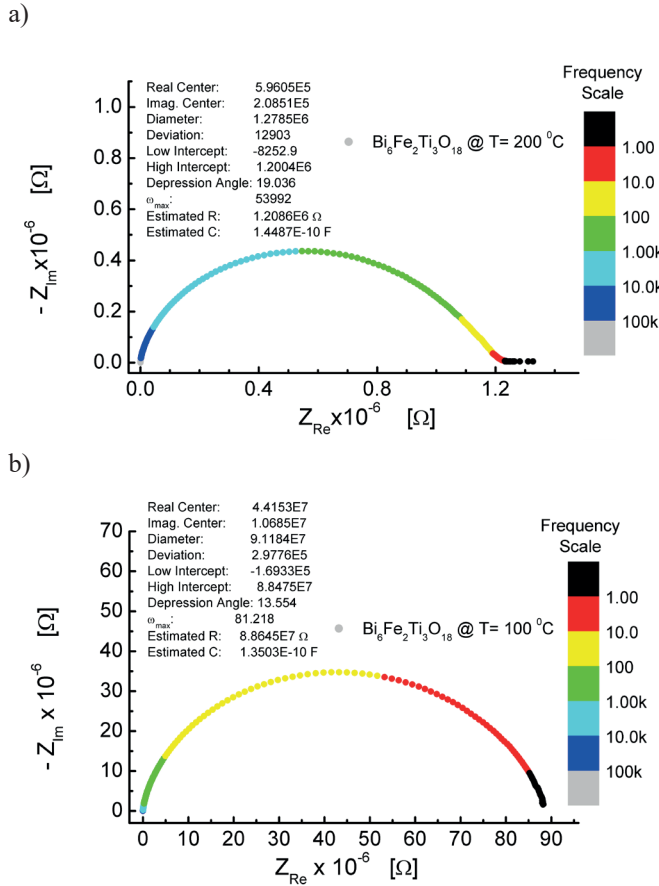 a)
Real Center: 5.9605E5
Imag. Center: 2.0851E5
Diameter: 1.2785E6
Deviation: 12903
Low Intercept: -8252.9
High Intercept: 1.2004E6
Depression Angle: 19.036
ω_max: 53992
Estimated R: 1.2086E6 Ω
Estimated C: 1.4487E-10 F
Bi₆Fe₂Ti₃O₁₈ @ T= 200 ⁰C
Frequency
Scale
1.00
10.0
100
1.00k
10.0k
100k
- Z_Im x10⁻⁶ [Ω]
1.0
0.8
0.6
0.4
0.2
0.0
0.0 0.4 0.8 1.2
Z_Re x10⁻⁶ [Ω]
b)
Real Center: 4.4153E7
Imag. Center: 1.0685E7
Diameter: 9.1184E7
Deviation: 2.9776E5
Low Intercept: -1.6933E5
High Intercept: 8.8475E7
Depression Angle: 13.554
ω_max: 81.218
Estimated R: 8.8645E7 Ω
Estimated C: 1.3503E-10 F
Bi₆Fe₂Ti₃O₁₈ @ T= 100 ⁰C
Frequency
Scale
1.00
10.0
100
1.00k
10.0k
100k
- Z_Im x 10⁻⁶ [Ω]
70
60
50
40
30
20
10
0
0 10 20 30 40 50 60 70 80 90
Z_Re x 10⁻⁶ [Ω]